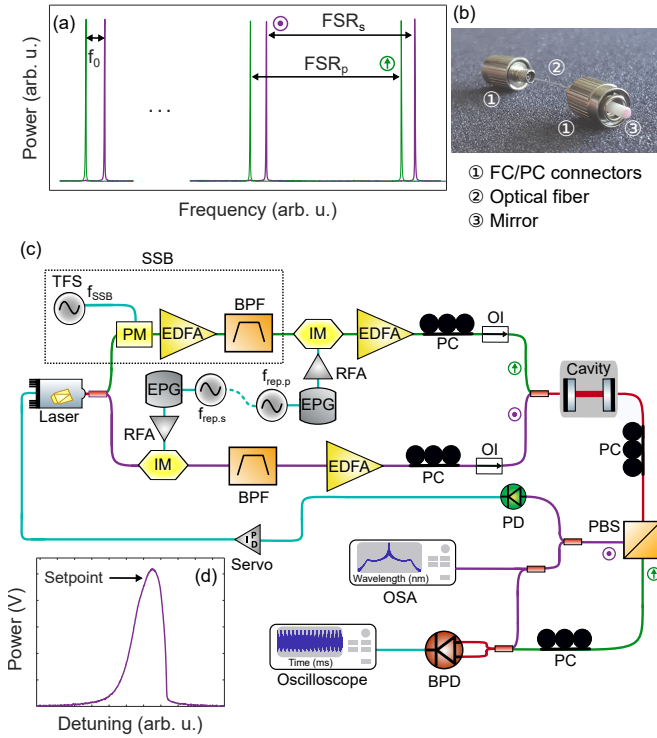 (a)
f0
FSRs
FSRp
...
Power (arb. u.)
Frequency (arb. u.)
(b)
①
②
①
③
① FC/PC connectors
② Optical fiber
③ Mirror
(c)
SSB
TFS
fSSB
PM
EDFA
BPF
IM
EDFA
PC
OI
RFA
EPG
frep.s
frep.p
EPG
Laser
RFA
IM
BPF
EDFA
PC
OI
Cavity
PC
PBS
PD
Servo
I P D
Wavelength (nm)
OSA
Time (ms)
Oscilloscope
BPD
PC
(d)
Setpoint
Power (V)
Detuning (arb. u.)